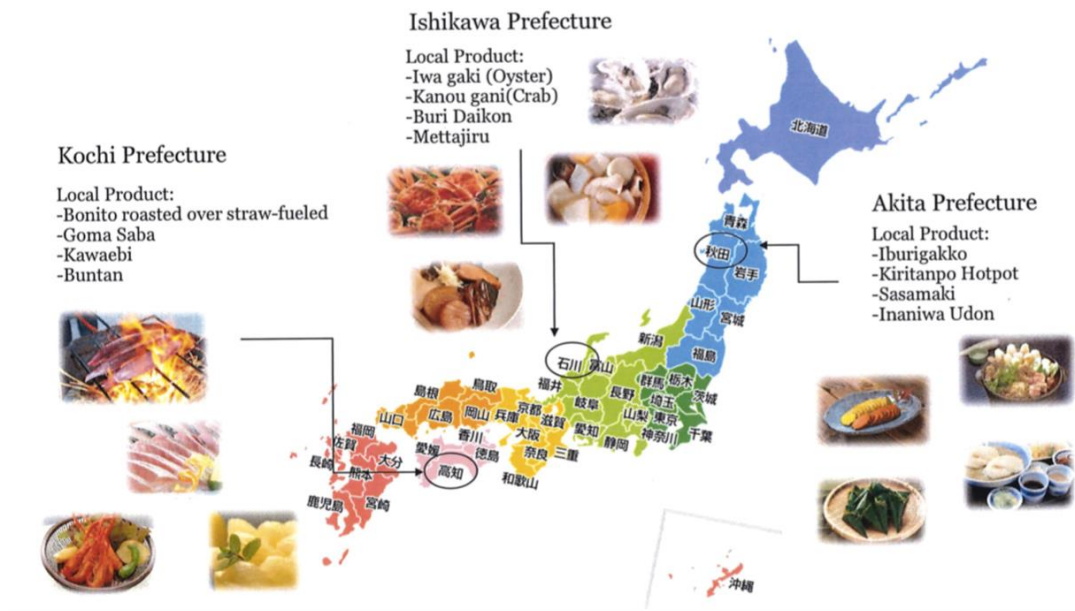 Ishikawa Prefecture
Local Product:
-Iwa gaki (Oyster)
-Kanou gani(Crab)
-Buri Daikon
-Mettajiru
Kochi Prefecture
Local Product:
-Bonito roasted over straw-fueled
-Goma Saba
-Kawaebi
-Buntan
Akita Prefecture
Local Product:
-Iburigakko
-Kiritanpo Hotpot
-Sasamaki
-Inaniwa Udon
北海道
青森
秋田
岩手
山形
宮城
福島
新潟
石川
富山
福井
長野
群馬
栃木
茨城
埼玉
山梨
東京
神奈川
千葉
岐阜
愛知
静岡
島根
鳥取
山口
広島
岡山
兵庫
京都
滋賀
大阪
奈良
三重
和歌山
香川
愛媛
徳島
高知
福岡
佐賀
長崎
大分
熊本
宮崎
鹿児島
沖縄